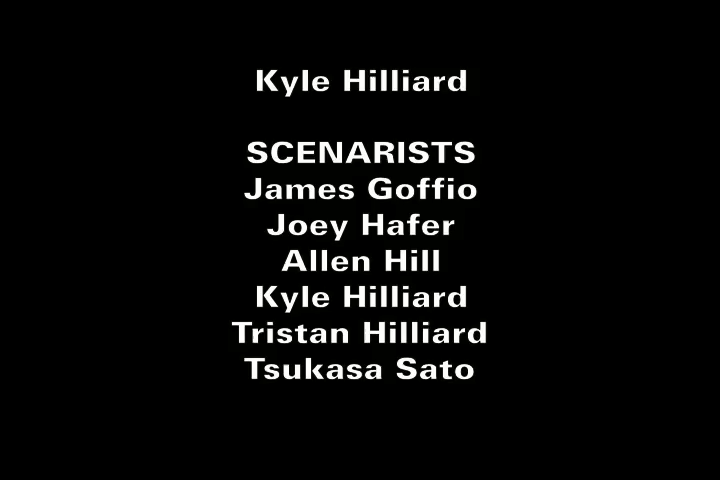 Kyle Hilliard
SCENARISTS
James Goffio
Joey Hafer
Allen Hill
Kyle Hilliard
Tristan Hilliard
Tsukasa Sato